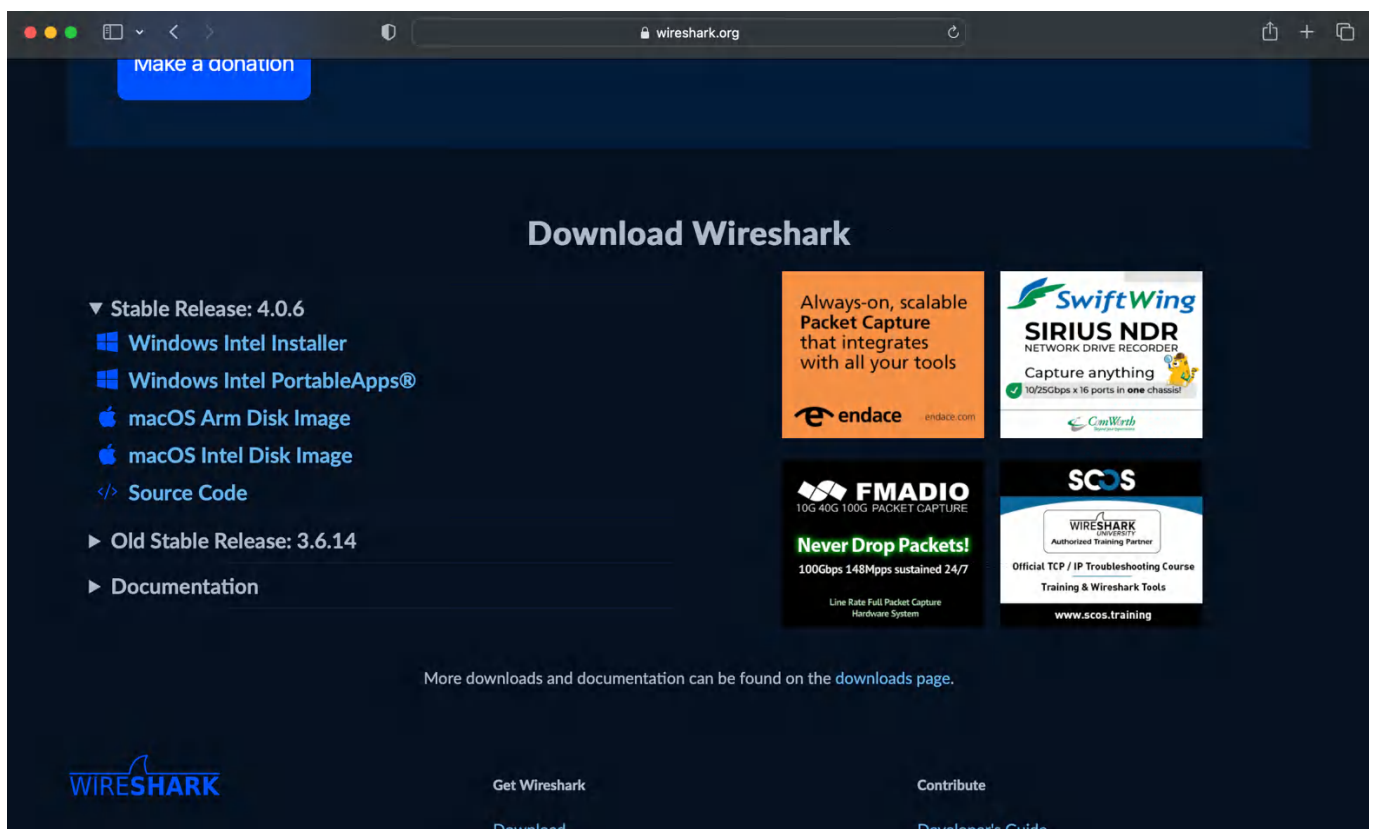 wireshark.org
Make a donation
Download Wireshark
Stable Release: 4.0.6
Windows Intel Installer
Windows Intel PortableApps®
macOS Arm Disk Image
macOS Intel Disk Image
</> Source Code
Old Stable Release: 3.6.14
Documentation
Always-on, scalable
Packet Capture
that integrates
with all your tools
endace endace.com
SwiftWing
SIRIUS NDR
NETWORK DRIVE RECORDER
Capture anything
10/25Gbps x 16 ports in one chassis!
ComWorth
FMADIO
10G 40G 100G PACKET CAPTURE
Never Drop Packets!
100Gbps 148Mpps sustained 24/7
Line Rate Full Packet Capture
Hardware System
SCOS
WIRESHARK
UNIVERSITY
Authorized Training Partner
Official TCP / IP Troubleshooting Course
Training & Wireshark Tools
www.scos.training
More downloads and documentation can be found on the downloads page.
WIRESHARK
Get Wireshark
Contribute
Download
Developer's Guide